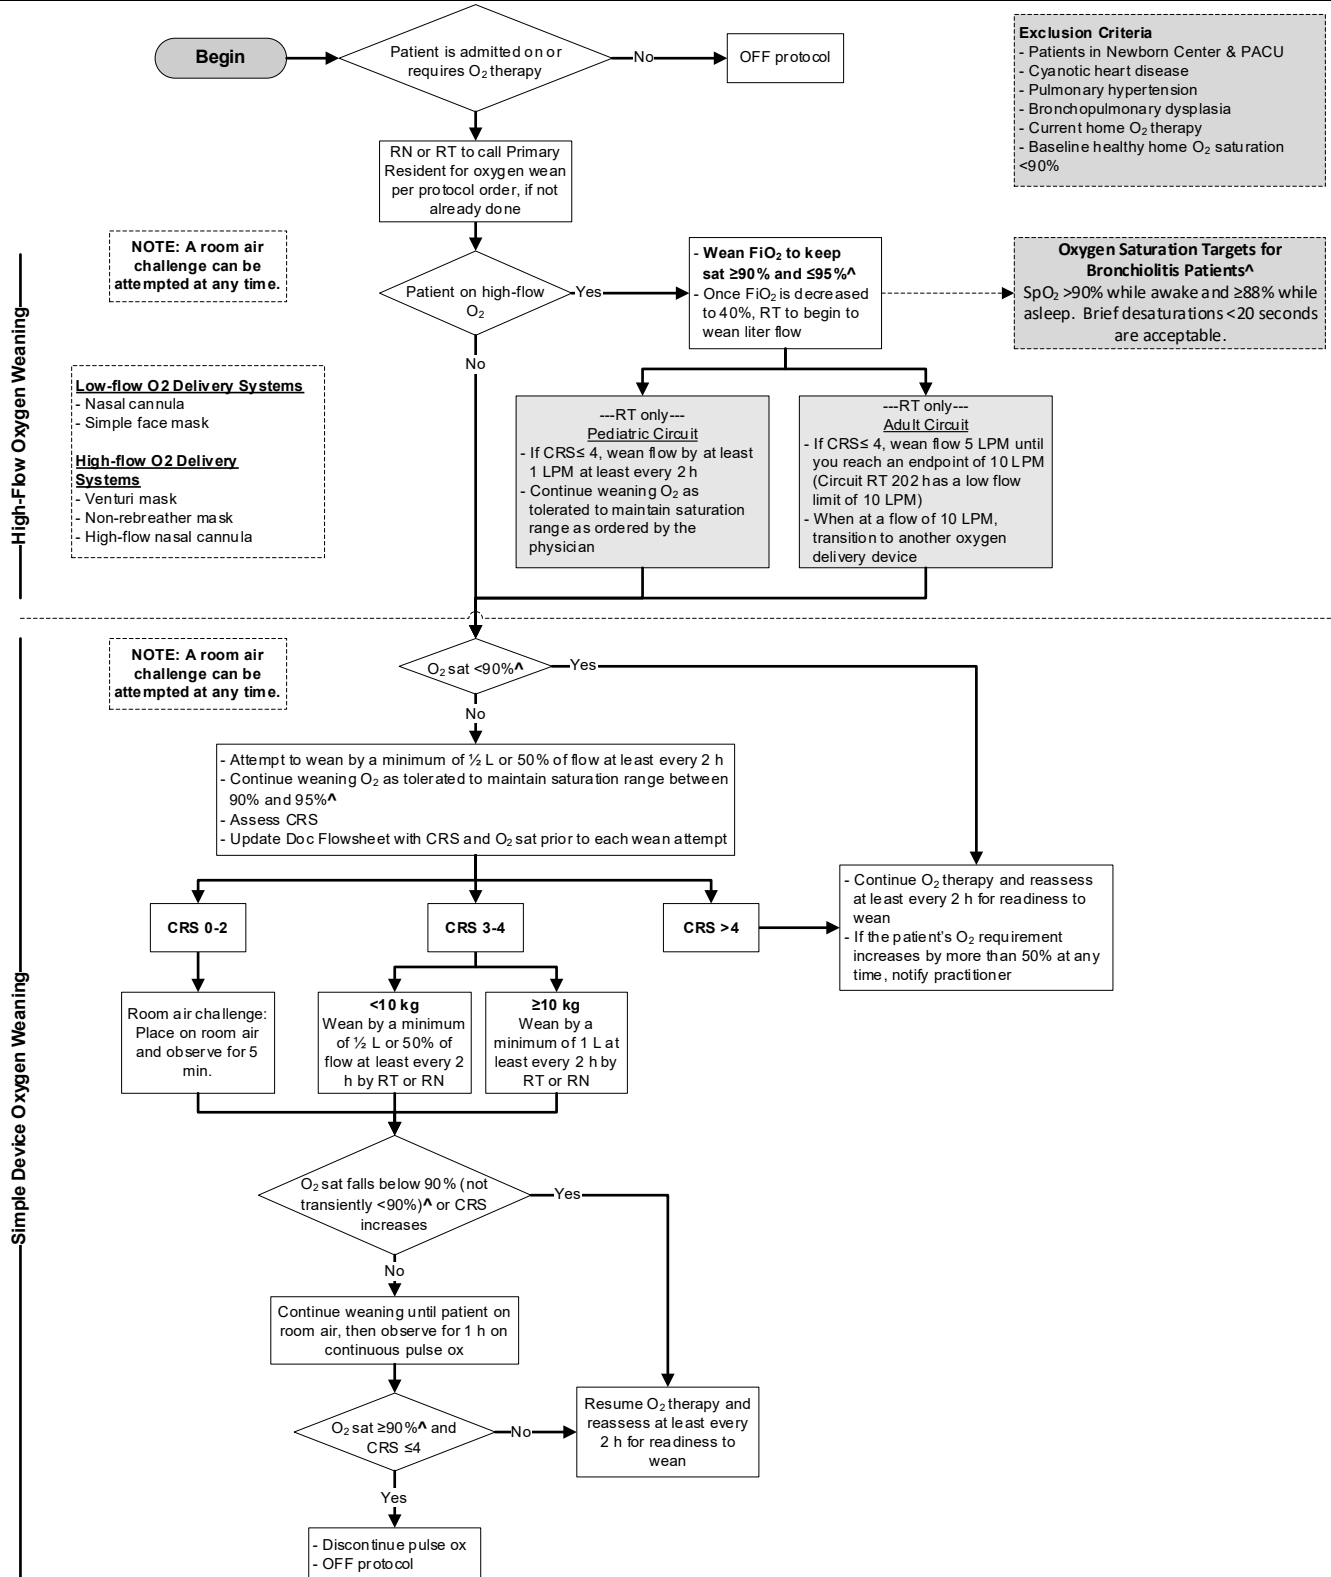 Begin
Patient is admitted on or
requires O₂ therapy
No
OFF protocol
Exclusion Criteria
- Patients in Newborn Center & PACU
- Cyanotic heart disease
- Pulmonary hypertension
- Bronchopulmonary dysplasia
- Current home O₂ therapy
- Baseline healthy home O₂ saturation
<90%
RN or RT to call Primary
Resident for oxygen wean
per protocol order, if not
already done
High-Flow Oxygen Weaning
NOTE: A room air
challenge can be
attempted at any time.
Patient on high-flow
O₂
Yes
- Wean FiO₂ to keep
sat ≥90% and ≤95%^
- Once FiO₂ is decreased
to 40%, RT to begin to
wean liter flow
Oxygen Saturation Targets for
Bronchiolitis Patients^
SpO₂ >90% while awake and ≥88% while
asleep. Brief desaturations <20 seconds
are acceptable.
No
Low-flow O2 Delivery Systems
- Nasal cannula
- Simple face mask
High-flow O2 Delivery
Systems
- Venturi mask
- Non-rebreather mask
- High-flow nasal cannula
---RT only---
Pediatric Circuit
- If CRS≤ 4, wean flow by at least
1 LPM at least every 2 h
- Continue weaning O₂ as
tolerated to maintain saturation
range as ordered by the
physician
---RT only---
Adult Circuit
- If CRS≤ 4, wean flow 5 LPM until
you reach an endpoint of 10 LPM
(Circuit RT 202 has a low flow
limit of 10 LPM)
- When at a flow of 10 LPM,
transition to another oxygen
delivery device
Simple Device Oxygen Weaning
NOTE: A room air
challenge can be
attempted at any time.
O₂ sat <90%^
Yes
No
- Attempt to wean by a minimum of ½ L or 50% of flow at least every 2 h
- Continue weaning O₂ as tolerated to maintain saturation range between
90% and 95%^
- Assess CRS
- Update Doc Flowsheet with CRS and O₂ sat prior to each wean attempt
CRS 0-2
CRS 3-4
CRS >4
- Continue O₂ therapy and reassess
at least every 2 h for readiness to
wean
- If the patient's O₂ requirement
increases by more than 50% at any
time, notify practitioner
Room air challenge:
Place on room air
and observe for 5
min.
<10 kg
Wean by a minimum
of ½ L or 50% of
flow at least every 2
h by RT or RN
≥10 kg
Wean by a
minimum of 1 L at
least every 2 h by
RT or RN
O₂ sat falls below 90% (not
transiently <90%)^ or CRS
increases
Yes
No
Continue weaning until patient on
room air, then observe for 1 h on
continuous pulse ox
O₂ sat ≥90%^ and
CRS ≤4
No
Resume O₂ therapy and
reassess at least every
2 h for readiness to
wean
Yes
- Discontinue pulse ox
- OFF protocol